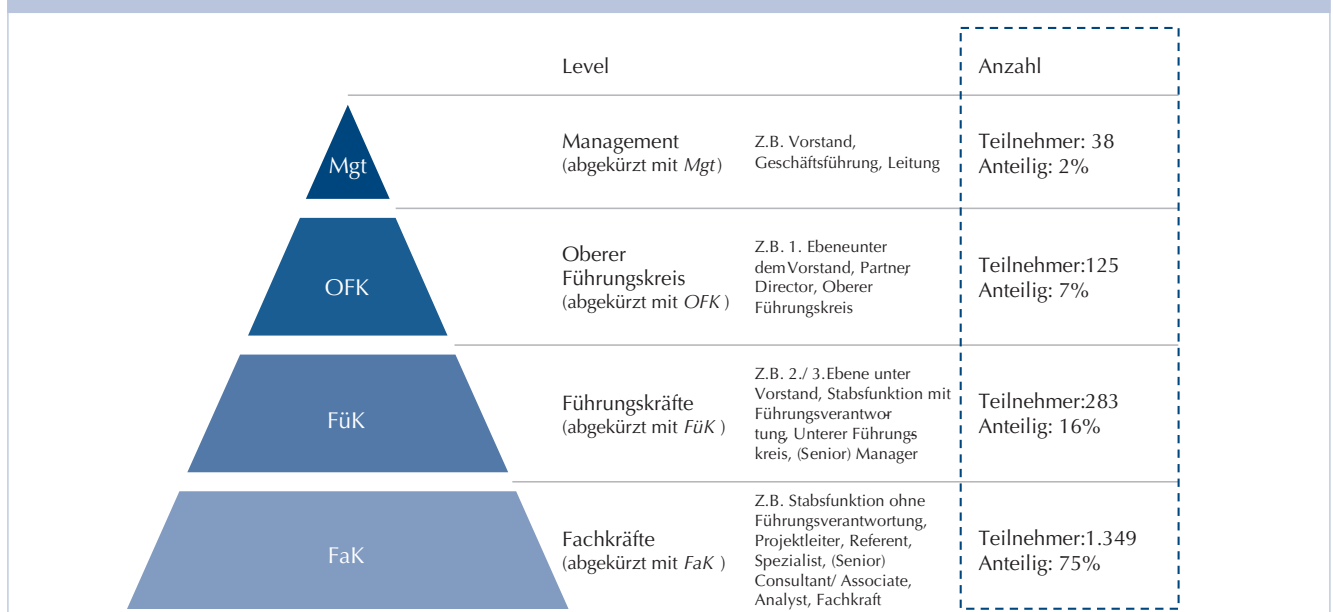 Level
Anzahl
Mgt
Management
(abgekürzt mit Mgt)
Z.B. Vorstand,
Geschäftsführung, Leitung
Teilnehmer: 38
Anteilig: 2%
OFK
Oberer
Führungskreis
(abgekürzt mit OFK )
Z.B. 1. Ebeneunter
demVorstand, Partner,
Director, Oberer
Führungskreis
Teilnehmer:125
Anteilig: 7%
FüK
Führungskräfte
(abgekürzt mit FüK )
Z.B. 2./ 3.Ebene unter
Vorstand, Stabsfunktion mit
Führungsverantwor-
tung, Unterer Führungs-
kreis, (Senior) Manager
Teilnehmer:283
Anteilig: 16%
FaK
Fachkräfte
(abgekürzt mit FaK )
Z.B. Stabsfunktion ohne
Führungsverantwortung,
Projektleiter, Referent,
Spezialist, (Senior)
Consultant/ Associate,
Analyst, Fachkraft
Teilnehmer:1.349
Anteilig: 75%